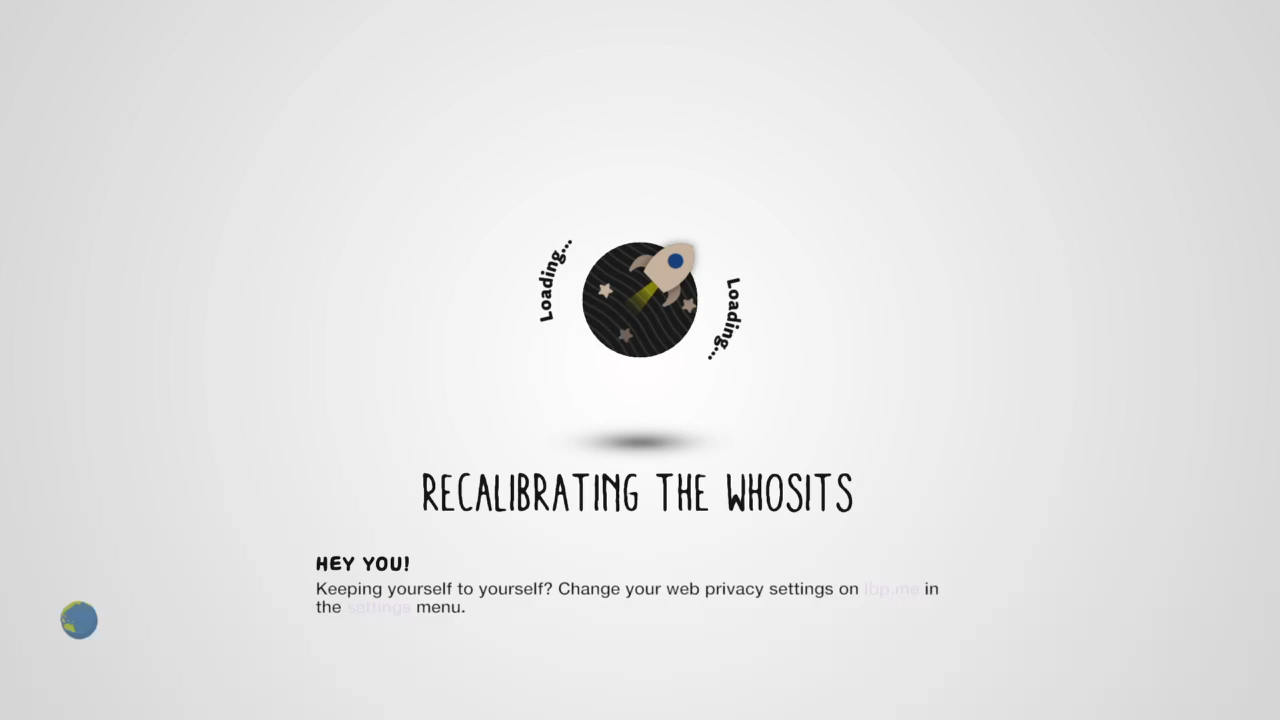 Loading...
Loading...
RECALIBRATING THE WHOSITS
HEY YOU!
Keeping yourself to yourself? Change your web privacy settings on lbp.me in
the settings menu.